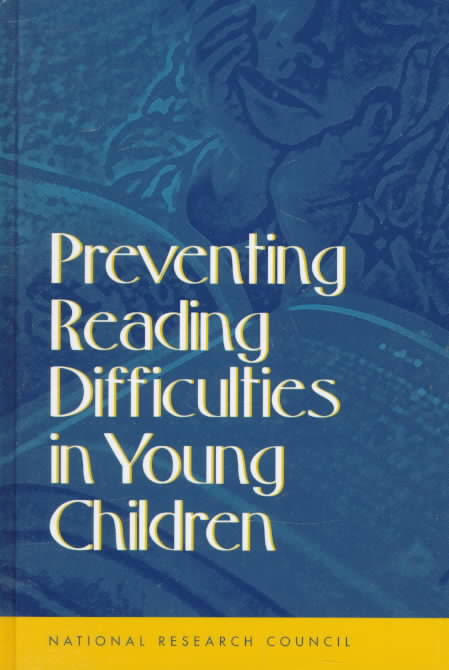 Preventing
Reading
Difficulties
in Young
Children
NATIONAL RESEARCH COUNCIL